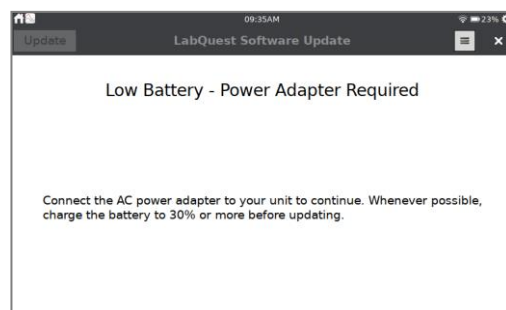 09:35AM
23%
Update
LabQuest Software Update
Low Battery - Power Adapter Required
Connect the AC power adapter to your unit to continue. Whenever possible,
charge the battery to 30% or more before updating.